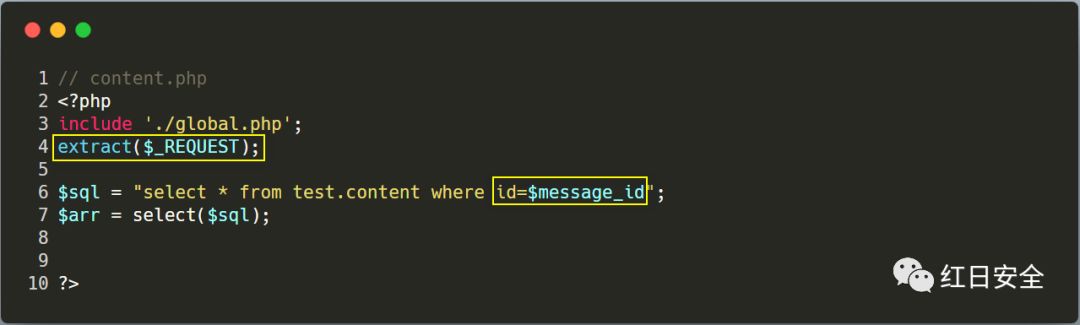 1 // content.php
2 <?php
3 include './global.php';
4 extract($_REQUEST);
5
6 $sql = "select * from test.content where id=$message_id";
7 $arr = select($sql);
8
9
10 ?>
红日安全